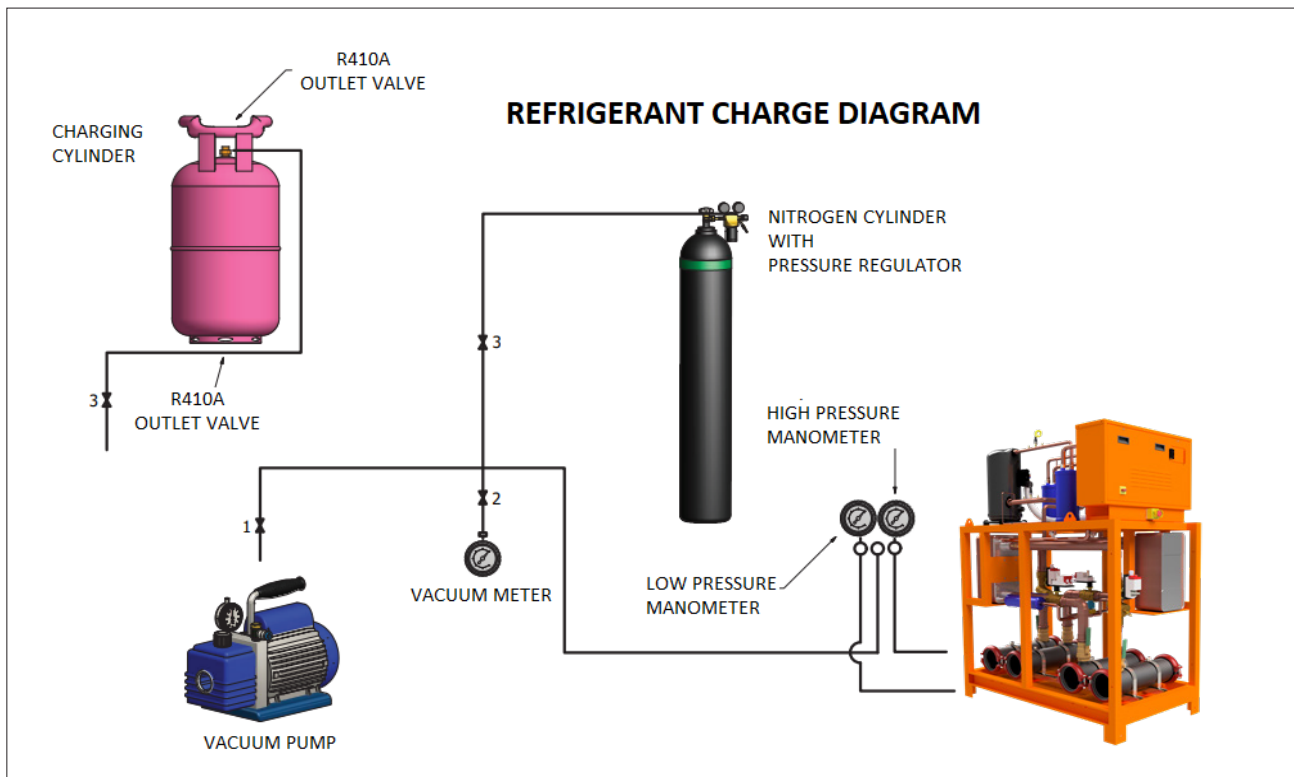 R410A
OUTLET VALVE
REFRIGERANT CHARGE DIAGRAM
CHARGING
CYLINDER
NITROGEN CYLINDER
WITH
PRESSURE REGULATOR
3
3
R410A
OUTLET VALVE
HIGH PRESSURE
MANOMETER
2
1
LOW PRESSURE
MANOMETER
VACUUM METER
VACUUM PUMP